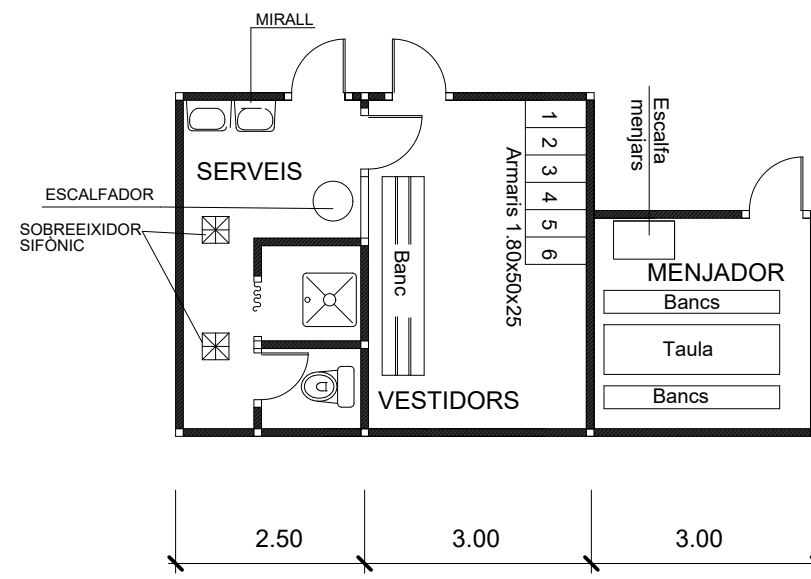 MIRALL
SERVEIS
ESCALFADOR
SOBREEIXIDOR
SIFÒNIC
Banc
VESTIDORS
Armaris 1.80x50x25
1
2
3
4
5
6
Escalfa
menjars
MENJADOR
Bancs
Taula
Bancs
2.50
3.00
3.00